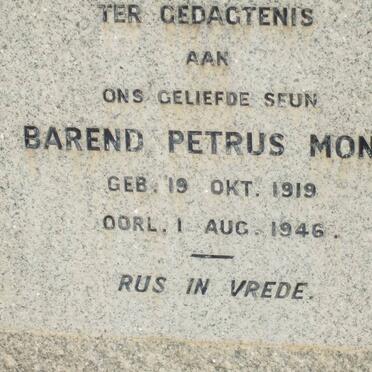 TER GEDAGTENIS
AAN
ONS GELIEFDE SEUN
BAREND PETRUS MON
GEB. 19 OKT. 1919
OORL. 1 AUG. 1946.
RUS IN VREDE.